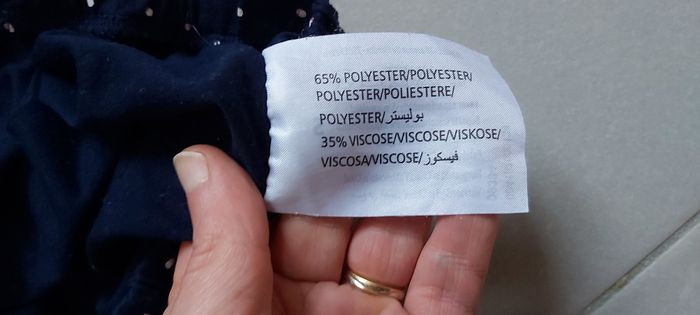 65% POLYESTER/POLYESTER/
POLYESTER/POLIESTERE/
POLYESTER/بوليستر
35% VISCOSE/VISCOSE/VISKOSE/
VISCOSA/VISCOSE/فيسكوز